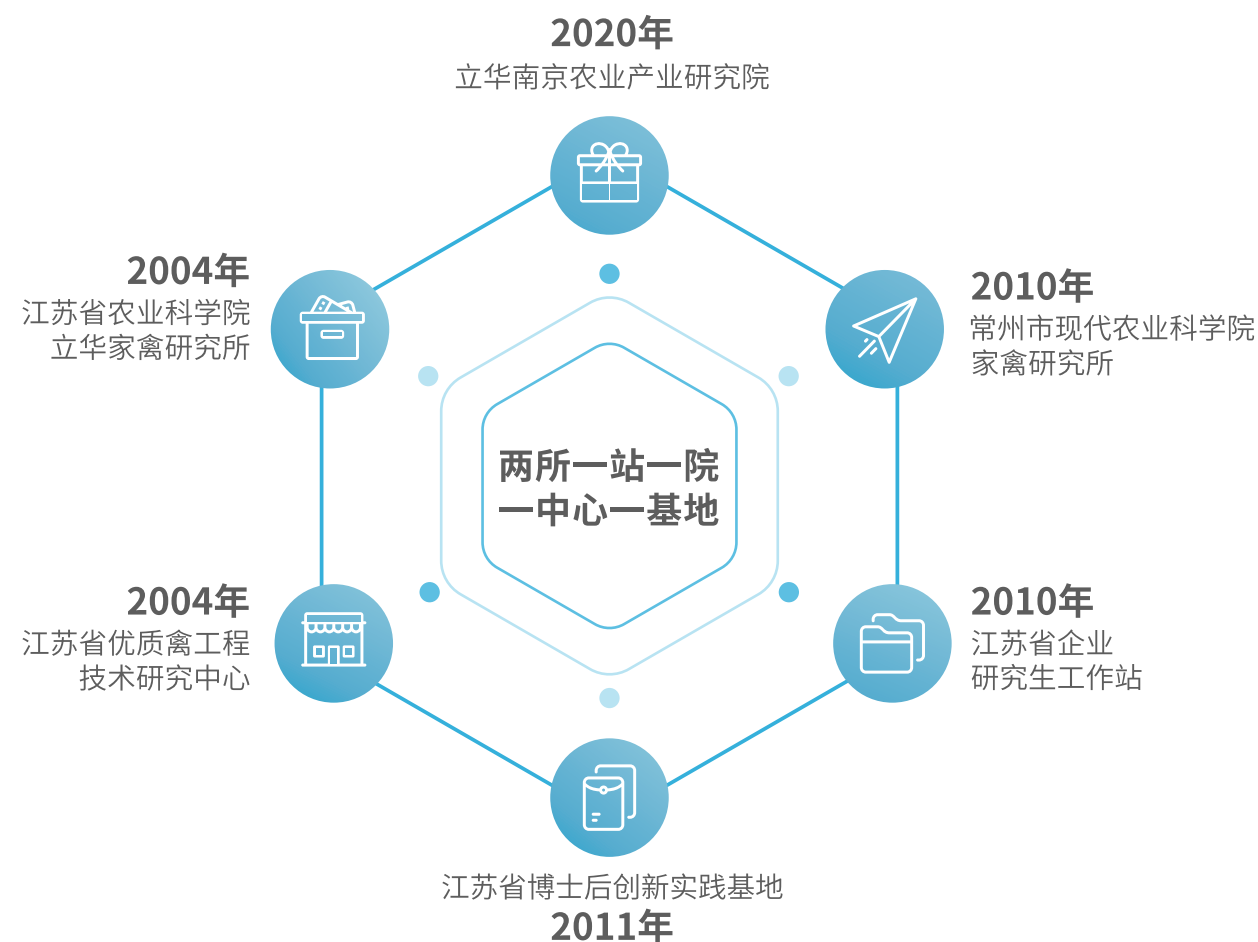 2020年
立华南京农业产业研究院
2004年
江苏省农业科学院
立华家禽研究所
2010年
常州市现代农业科学院
家禽研究所
两所一站一院
一中心一基地
2004年
江苏省优质禽工程
技术研究中心
2010年
江苏省企业
研究生工作站
江苏省博士后创新实践基地
2011年